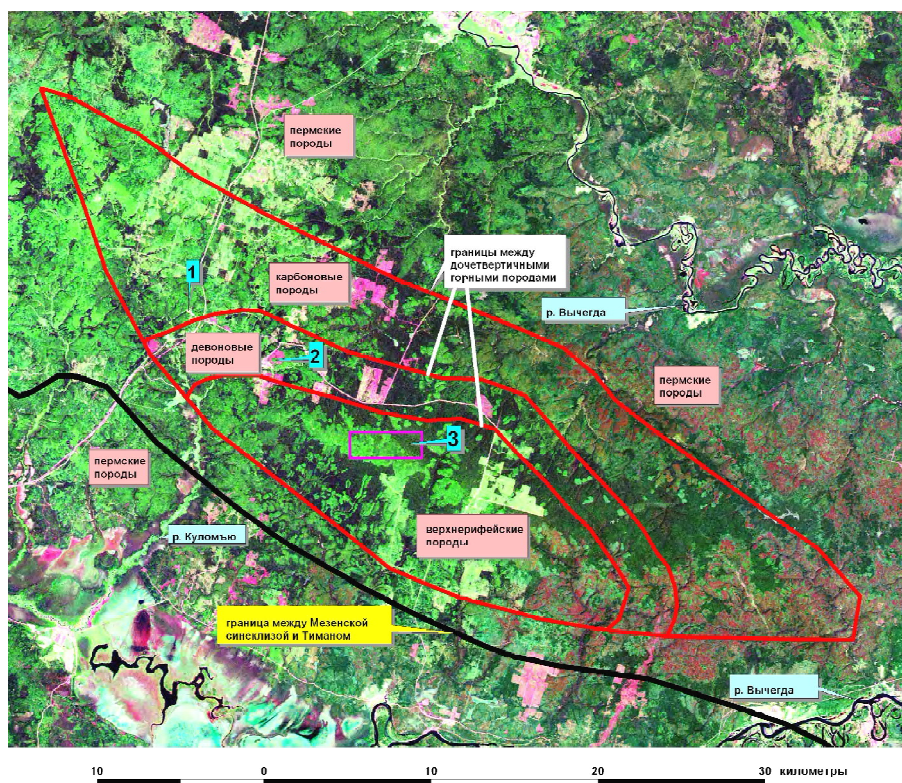 пермские
породы
границы между
дочетвертичными
горными породами
1
карбоновые
породы
р. Вычегда
девоновые
породы
2
пермские
породы
3
пермские
породы
верхнерифейские
породы
р. Куломъю
граница между Мезенской
синеклизой и Тиманом
р. Вычегда
10 0 10 20 30 километры